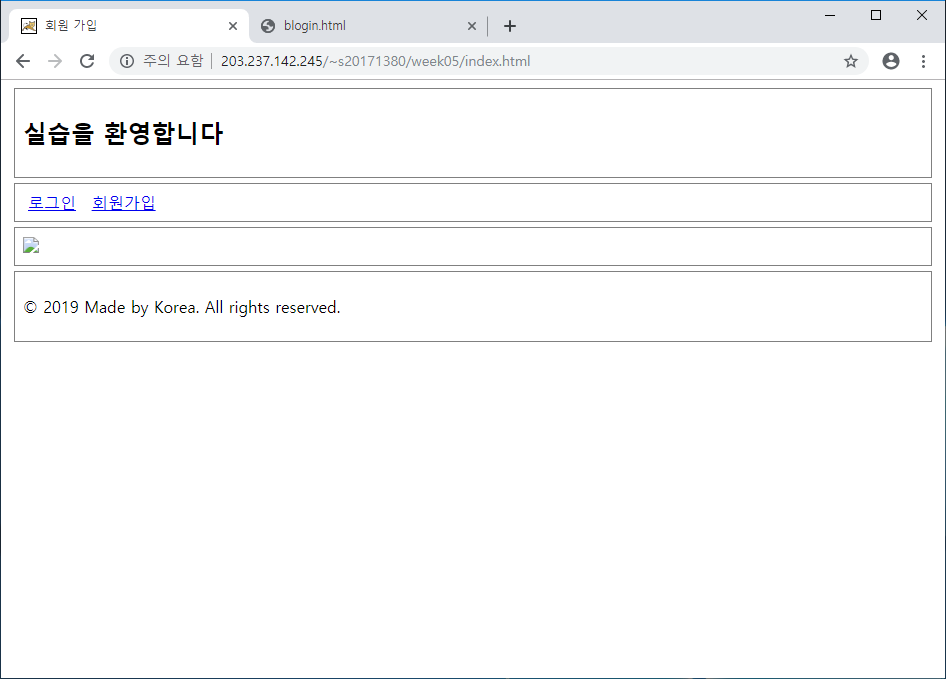 회원 가입
blogin.html
주의 요함 | 203.237.142.245/~s20171380/week05/index.html
실습을 환영합니다
로그인 회원가입
© 2019 Made by Korea. All rights reserved.